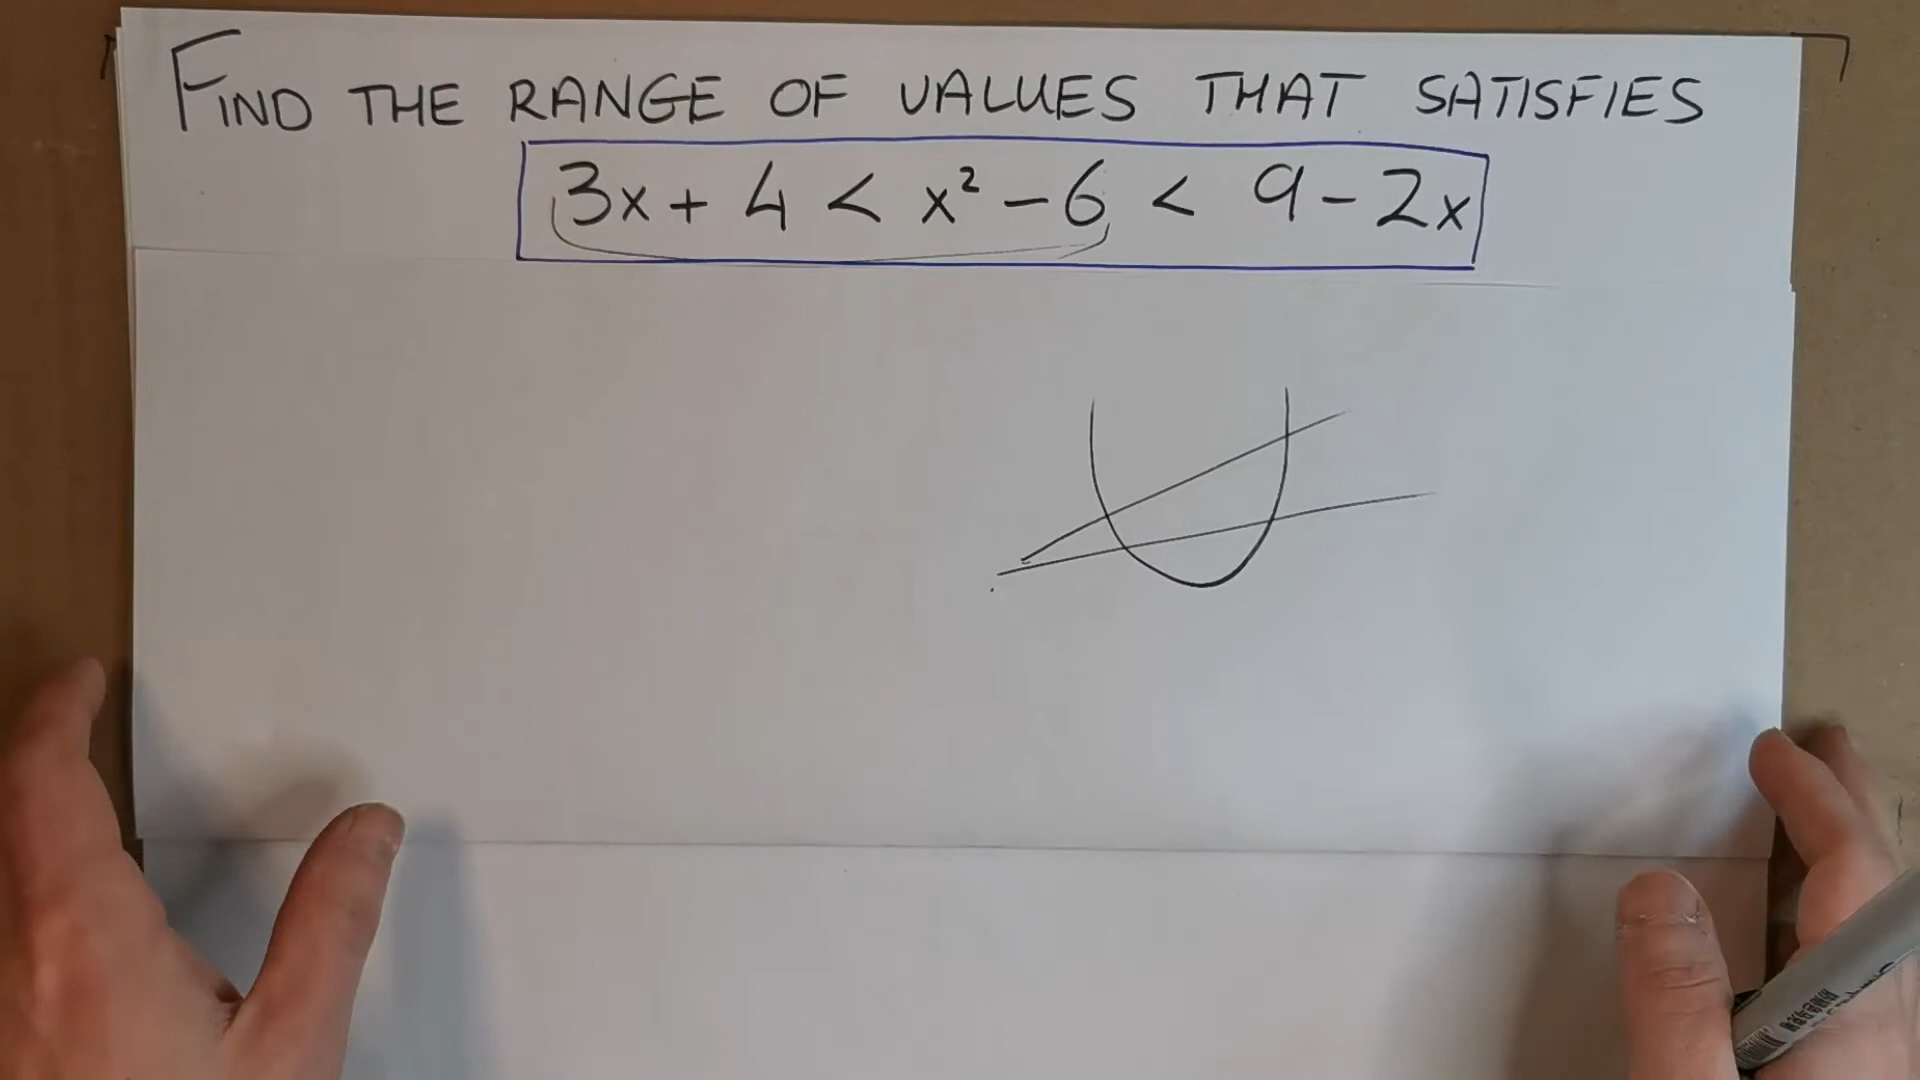 FIND THE RANGE OF VALUES THAT SATISFIES
3x + 4 < x² - 6 < 9 - 2x